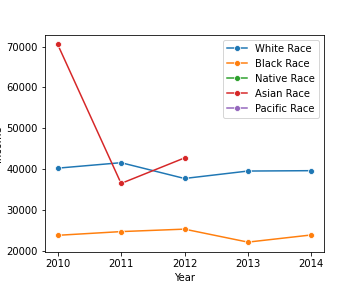 70000
60000
50000
40000
30000
20000
2010
2011
2012
2013
2014
Year
White Race
Black Race
Native Race
Asian Race
Pacific Race